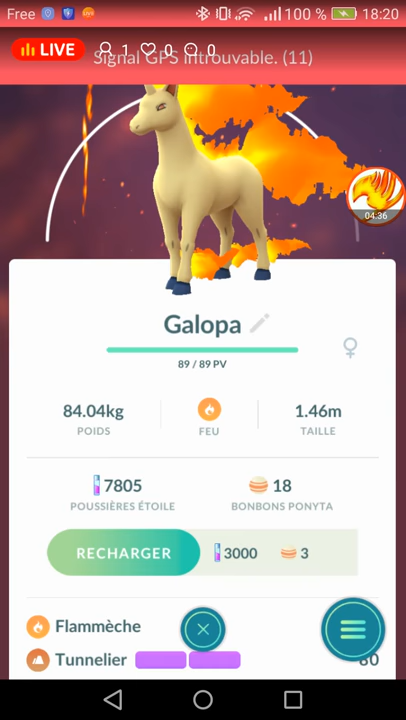 Free 100 % 18:20
LIVE 1 0 0
Signal GPS introuvable. (11)
04:36
Galopa
89 / 89 PV
84.04kg FEU 1.46m
POIDS TAILLE
7805 18
POUSSIÈRES ÉTOILE BONBONS PONYTA
RECHARGER 3000 3
Flammèche
Tunnelier 80